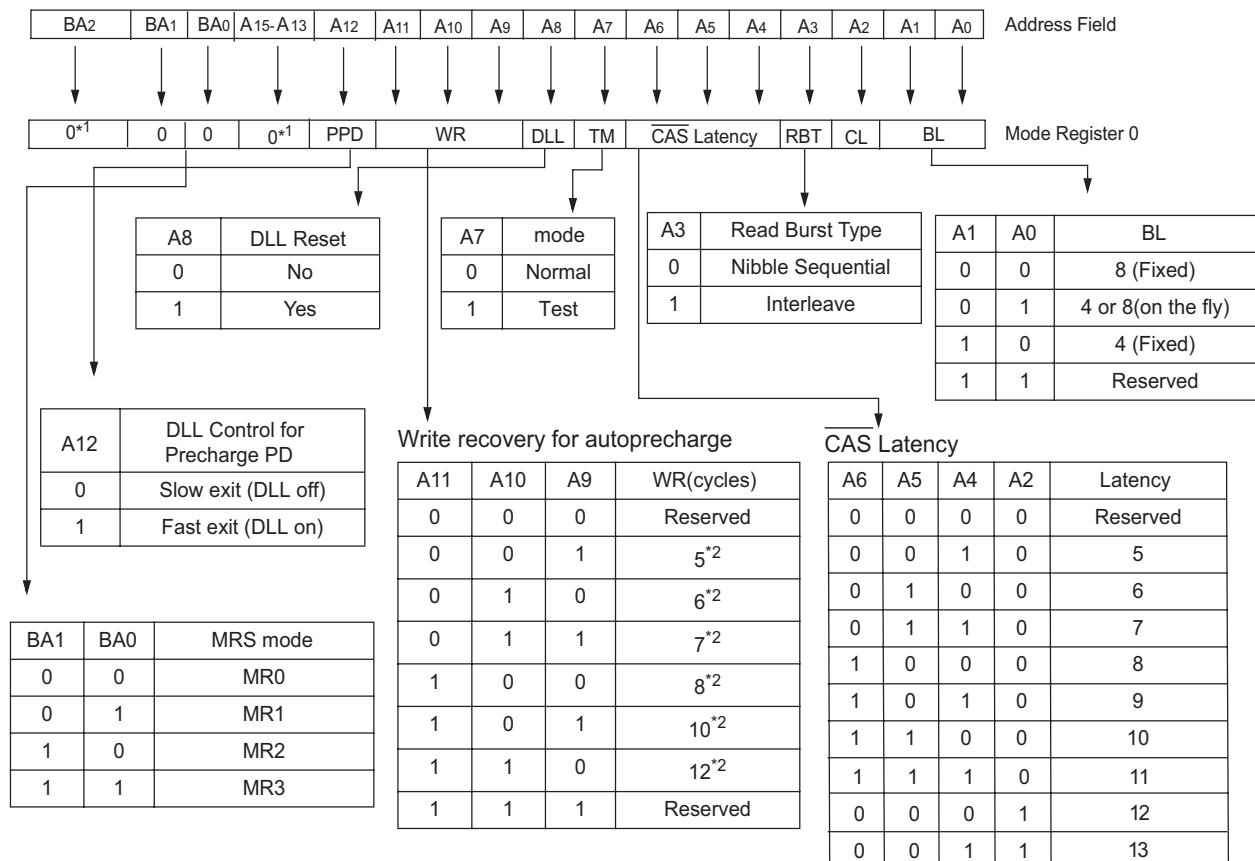 BA2 BA1 BA0 A15- A13 A12 A11 A10 A9 A8 A7 A6 A5 A4 A3 A2 A1 A0 Address Field
0*1 0 0 0*1 PPD WR DLL TM CAS Latency RBT CL BL Mode Register 0
A8 DLL Reset
0 No
1 Yes
A7 mode
0 Normal
1 Test
A3 Read Burst Type
0 Nibble Sequential
1 Interleave
A1 A0 BL
0 0 8 (Fixed)
0 1 4 or 8(on the fly)
1 0 4 (Fixed)
1 1 Reserved
A12 DLL Control for
Precharge PD
0 Slow exit (DLL off)
1 Fast exit (DLL on)
Write recovery for autoprecharge
A11 A10 A9 WR(cycles)
0 0 0 Reserved
0 0 1 5*2
0 1 0 6*2
0 1 1 7*2
1 0 0 8*2
1 0 1 10*2
1 1 0 12*2
1 1 1 Reserved
CAS Latency
A6 A5 A4 A2 Latency
0 0 0 0 Reserved
0 0 1 0 5
0 1 0 0 6
0 1 1 0 7
1 0 0 0 8
1 0 1 0 9
1 1 0 0 10
1 1 1 0 11
0 0 0 1 12
0 0 1 1 13
BA1 BA0 MRS mode
0 0 MR0
0 1 MR1
1 0 MR2
1 1 MR3